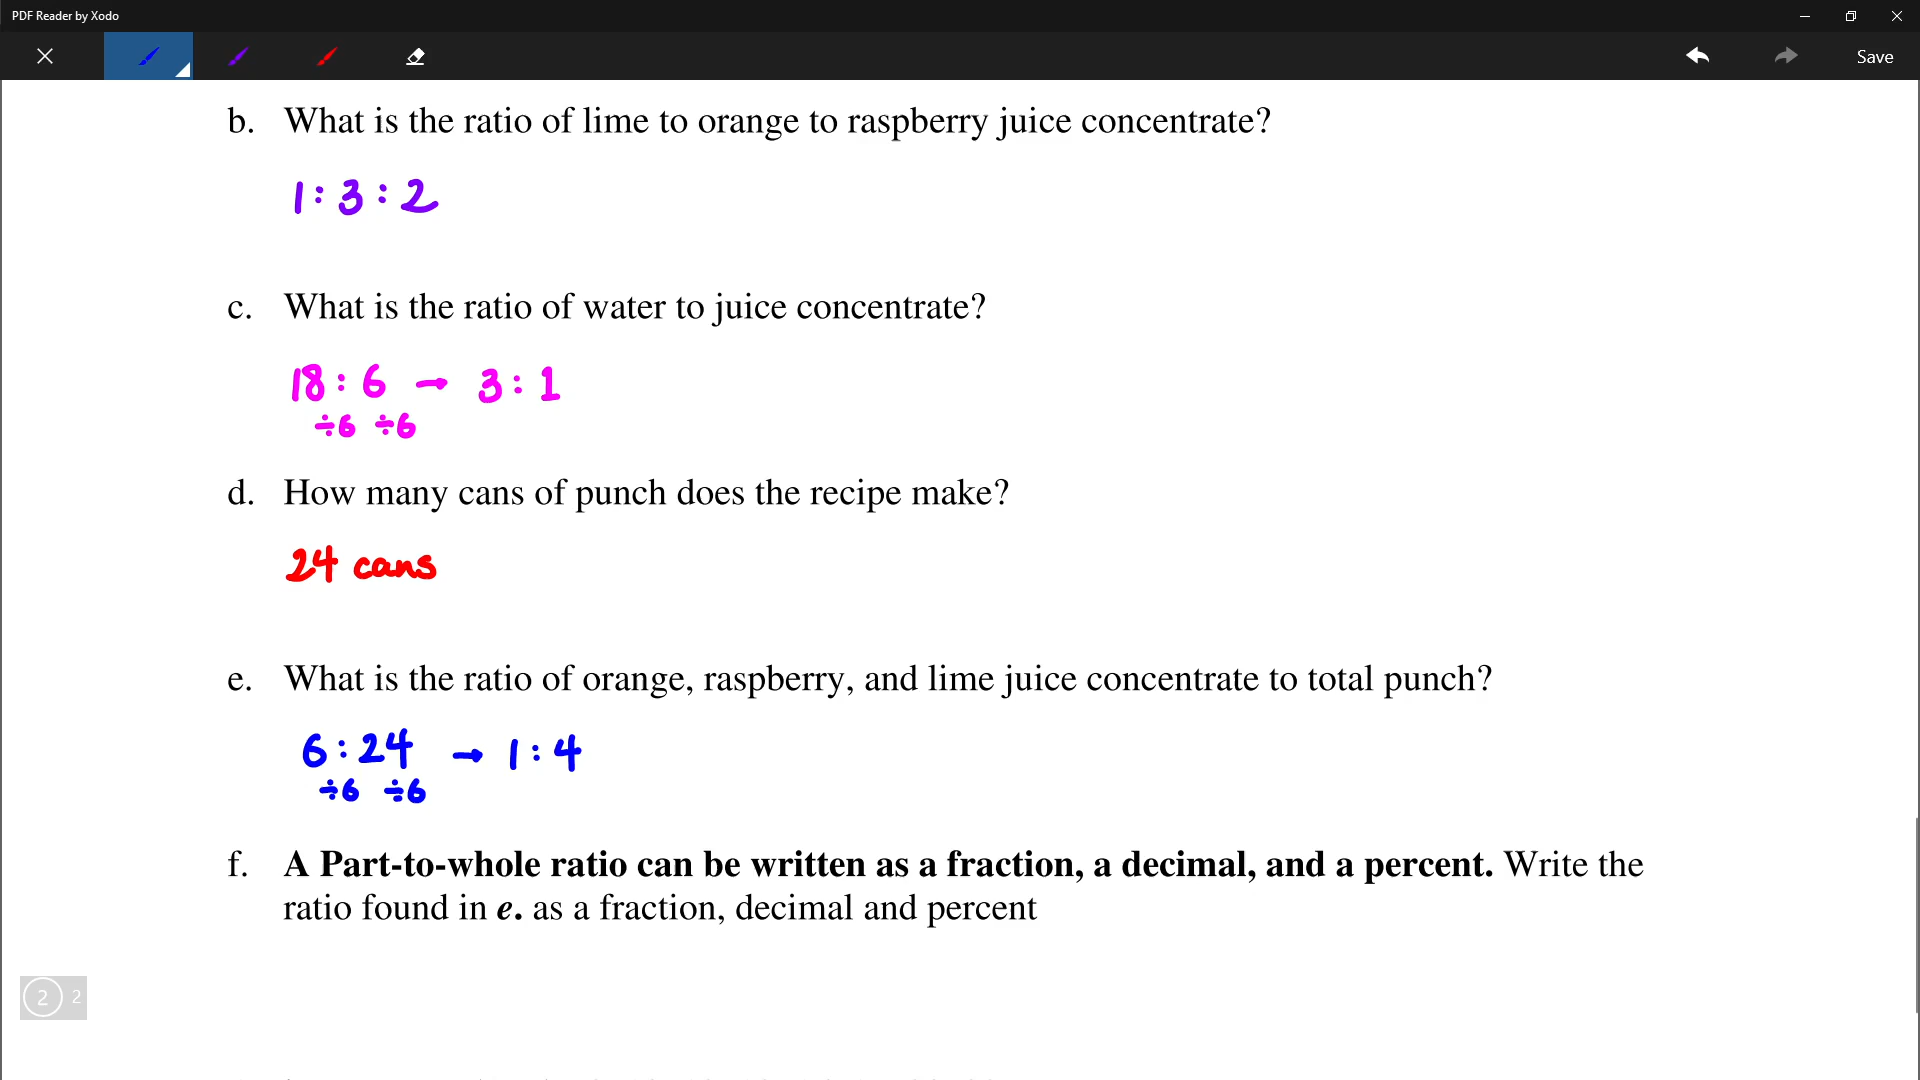 PDF Reader by Xodo
Save
b. What is the ratio of lime to orange to raspberry juice concentrate?
1 : 3 : 2
c. What is the ratio of water to juice concentrate?
18 : 6 → 3 : 1
÷6 ÷6
d. How many cans of punch does the recipe make?
24 cans
e. What is the ratio of orange, raspberry, and lime juice concentrate to total punch?
6 : 24 → 1 : 4
÷6 ÷6
f. A Part-to-whole ratio can be written as a fraction, a decimal, and a percent. Write the
ratio found in e. as a fraction, decimal and percent
2 2